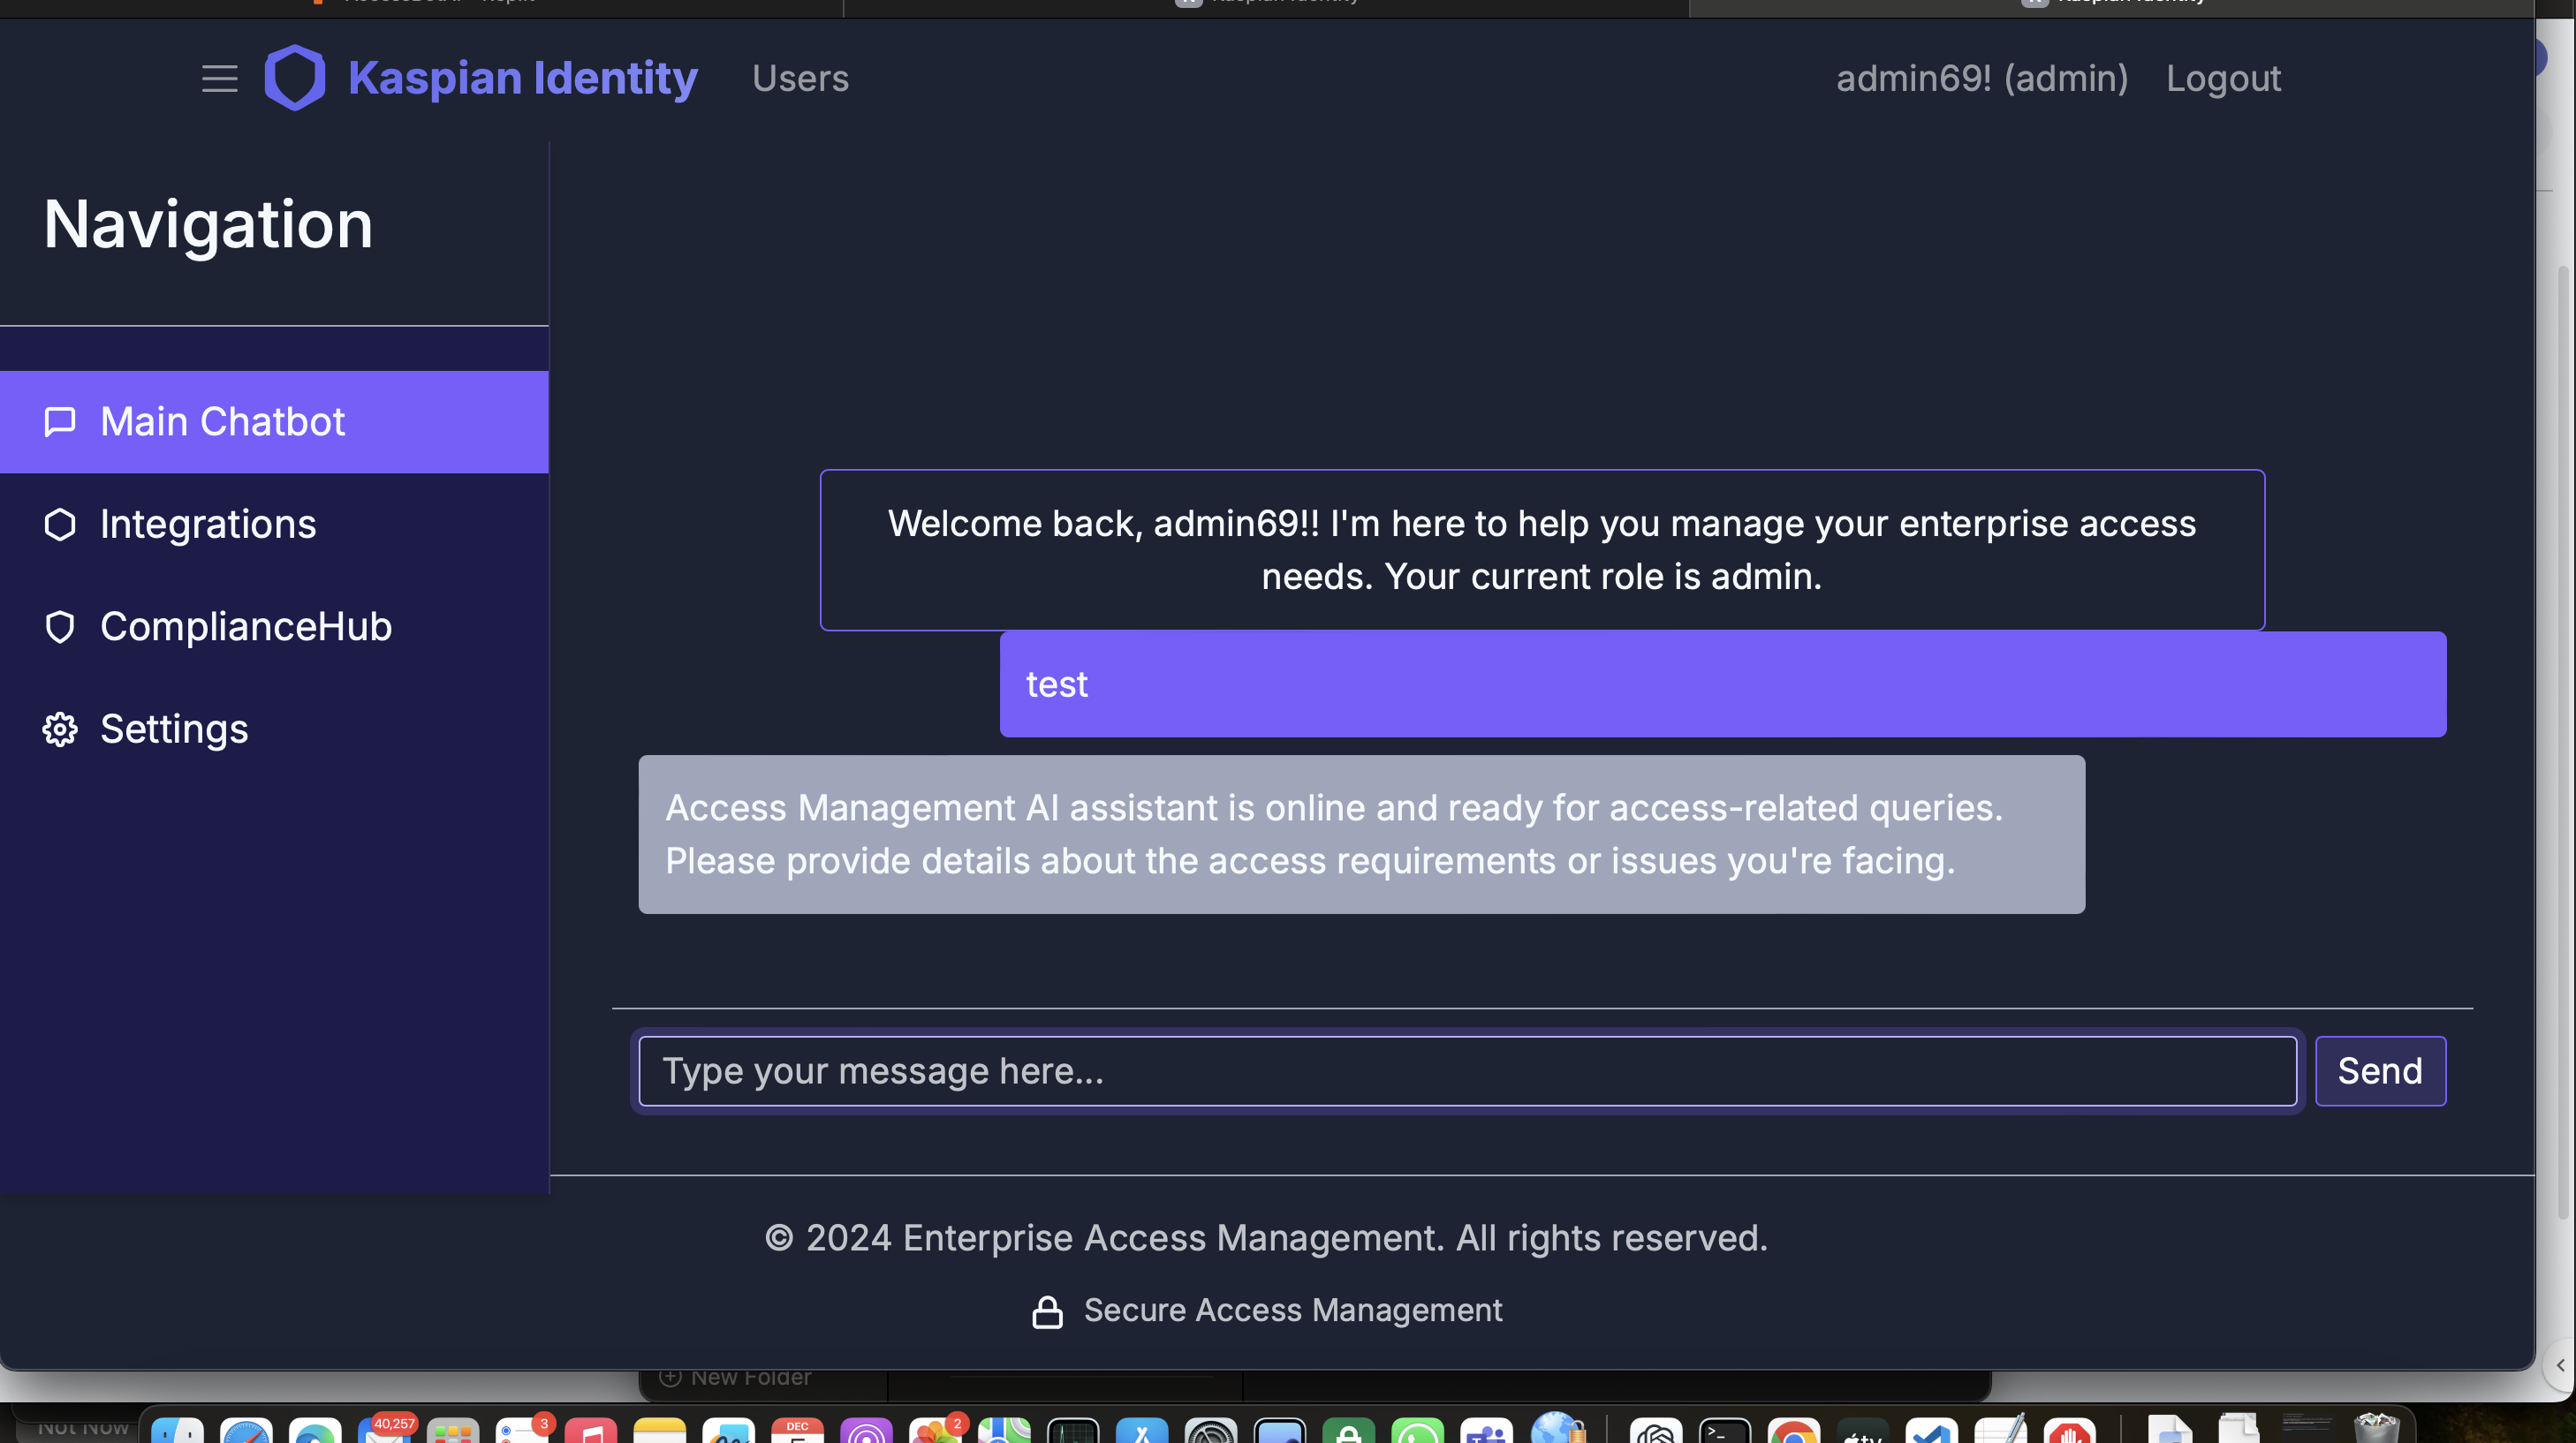 Kaspian Identity
Users
admin69! (admin)
Logout
Navigation
Main Chatbot
Integrations
ComplianceHub
Settings
Welcome back, admin69!! I'm here to help you manage your enterprise access
needs. Your current role is admin.
test
Access Management AI assistant is online and ready for access-related queries.
Please provide details about the access requirements or issues you're facing.
Type your message here...
Send
© 2024 Enterprise Access Management. All rights reserved.
Secure Access Management
New Folder
Not Now
40,257
3
DEC
2